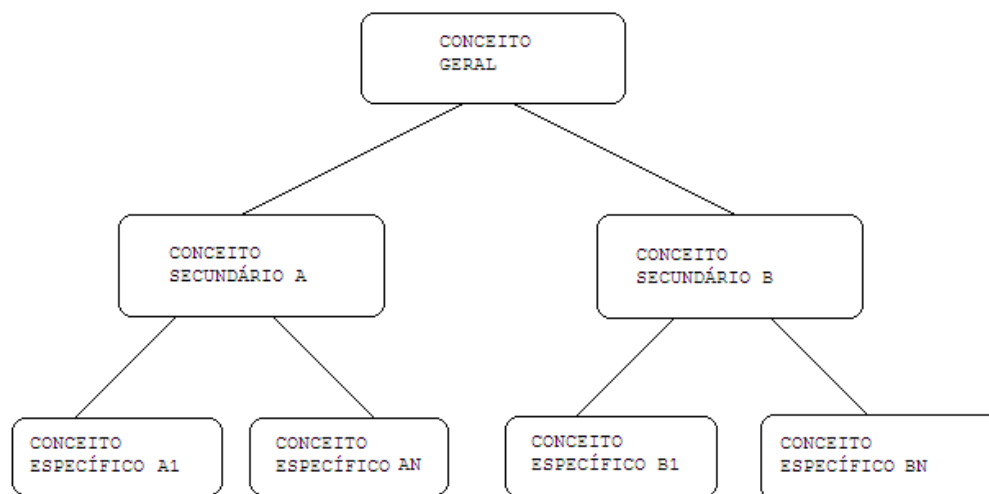 CONCEITO
GERAL
CONCEITO
SECUNDÁRIO A
CONCEITO
SECUNDÁRIO B
CONCEITO
ESPECÍFICO A1
CONCEITO
ESPECÍFICO AN
CONCEITO
ESPECÍFICO B1
CONCEITO
ESPECÍFICO BN